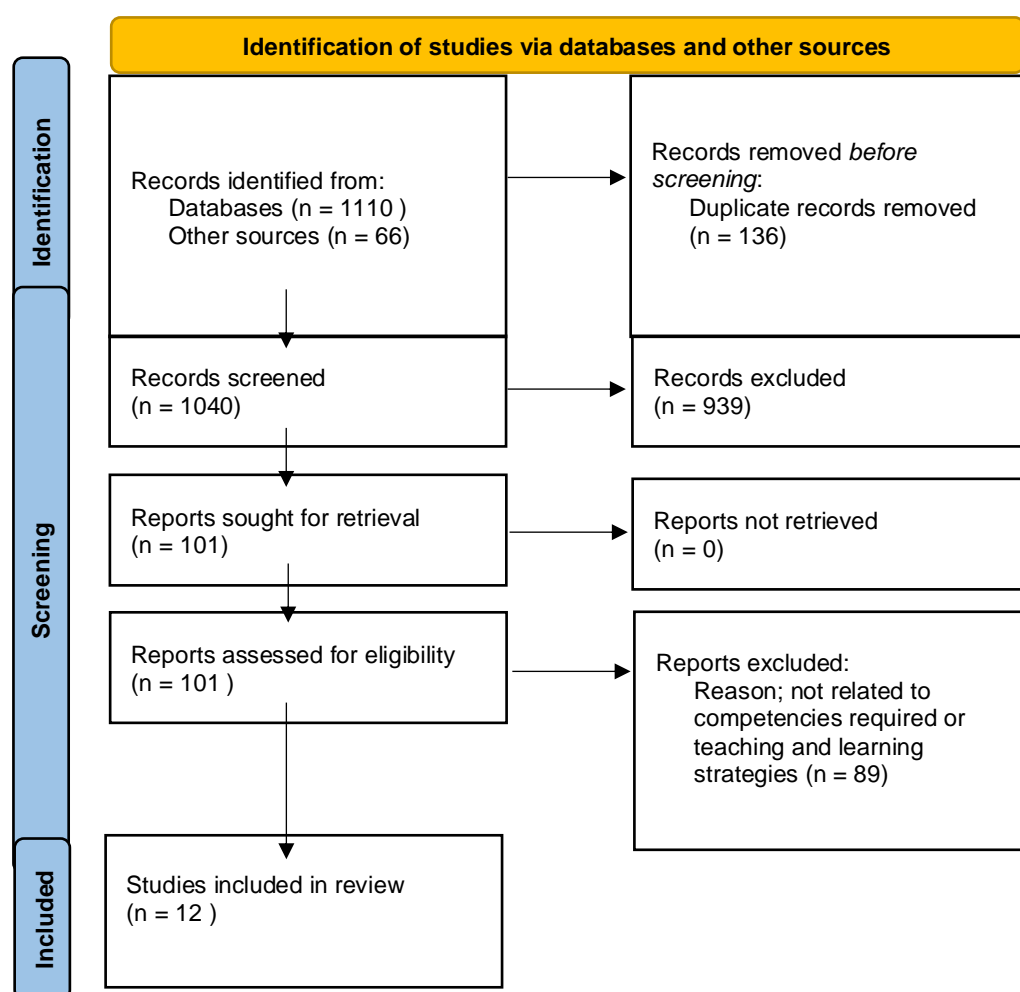 Identification of studies via databases and other sources
Identification
Records identified from:
Databases (n = 1110 )
Other sources (n = 66)
Records removed before
screening:
Duplicate records removed
(n = 136)
Screening
Records screened
(n = 1040)
Records excluded
(n = 939)
Reports sought for retrieval
(n = 101)
Reports not retrieved
(n = 0)
Reports assessed for eligibility
(n = 101 )
Reports excluded:
Reason; not related to
competencies required or
teaching and learning
strategies (n = 89)
Included
Studies included in review
(n = 12 )